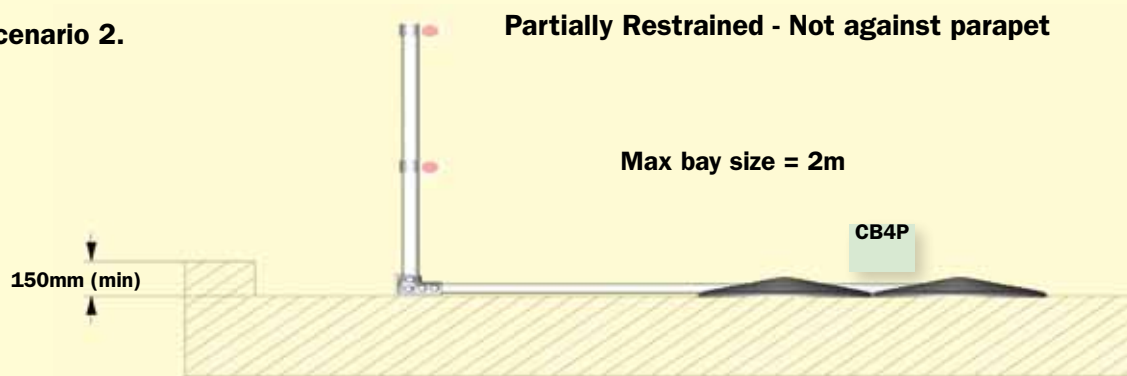 cenario 2.
Partially Restrained - Not against parapet
Max bay size = 2m
CB4P
150mm (min)